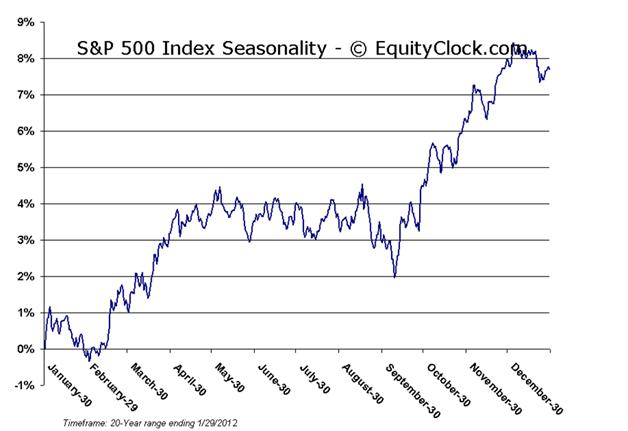 9%
S&P 500 Index Seasonality - © EquityClock.com
8%
7%
6%
5%
4%
3%
2%
1%
0%
-1%
January-30
February-29
March-30
April-30
May-30
June-30
July-30
August-30
September-30
October-30
November-30
December-30
Timeframe: 20-Year range ending 1/29/2012